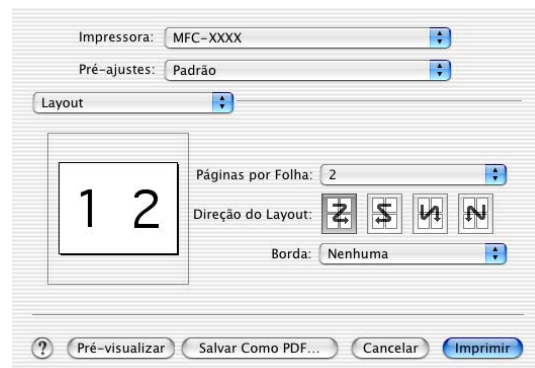 Impressora: MFC-XXXX
Pré-ajustes: Padrão
Layout
1 2
Páginas por Folha: 2
Direção do Layout:
Borda: Nenhuma
? Pré-visualizar Salvar Como PDF... Cancelar Imprimir